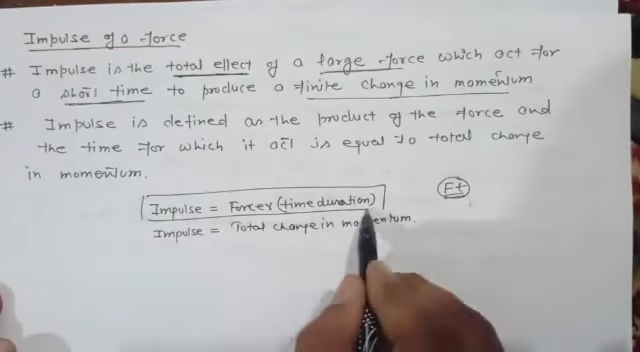 Impulse of a force
# Impulse is the total effect of a large force which act for
a short time to produce a finite change in momentum
# Impulse is defined as the product of the force and
the time for which it act is equal to total change
in momentum.
Impulse = Force x (time duration)
Ft
Impulse = Total change in momentum.